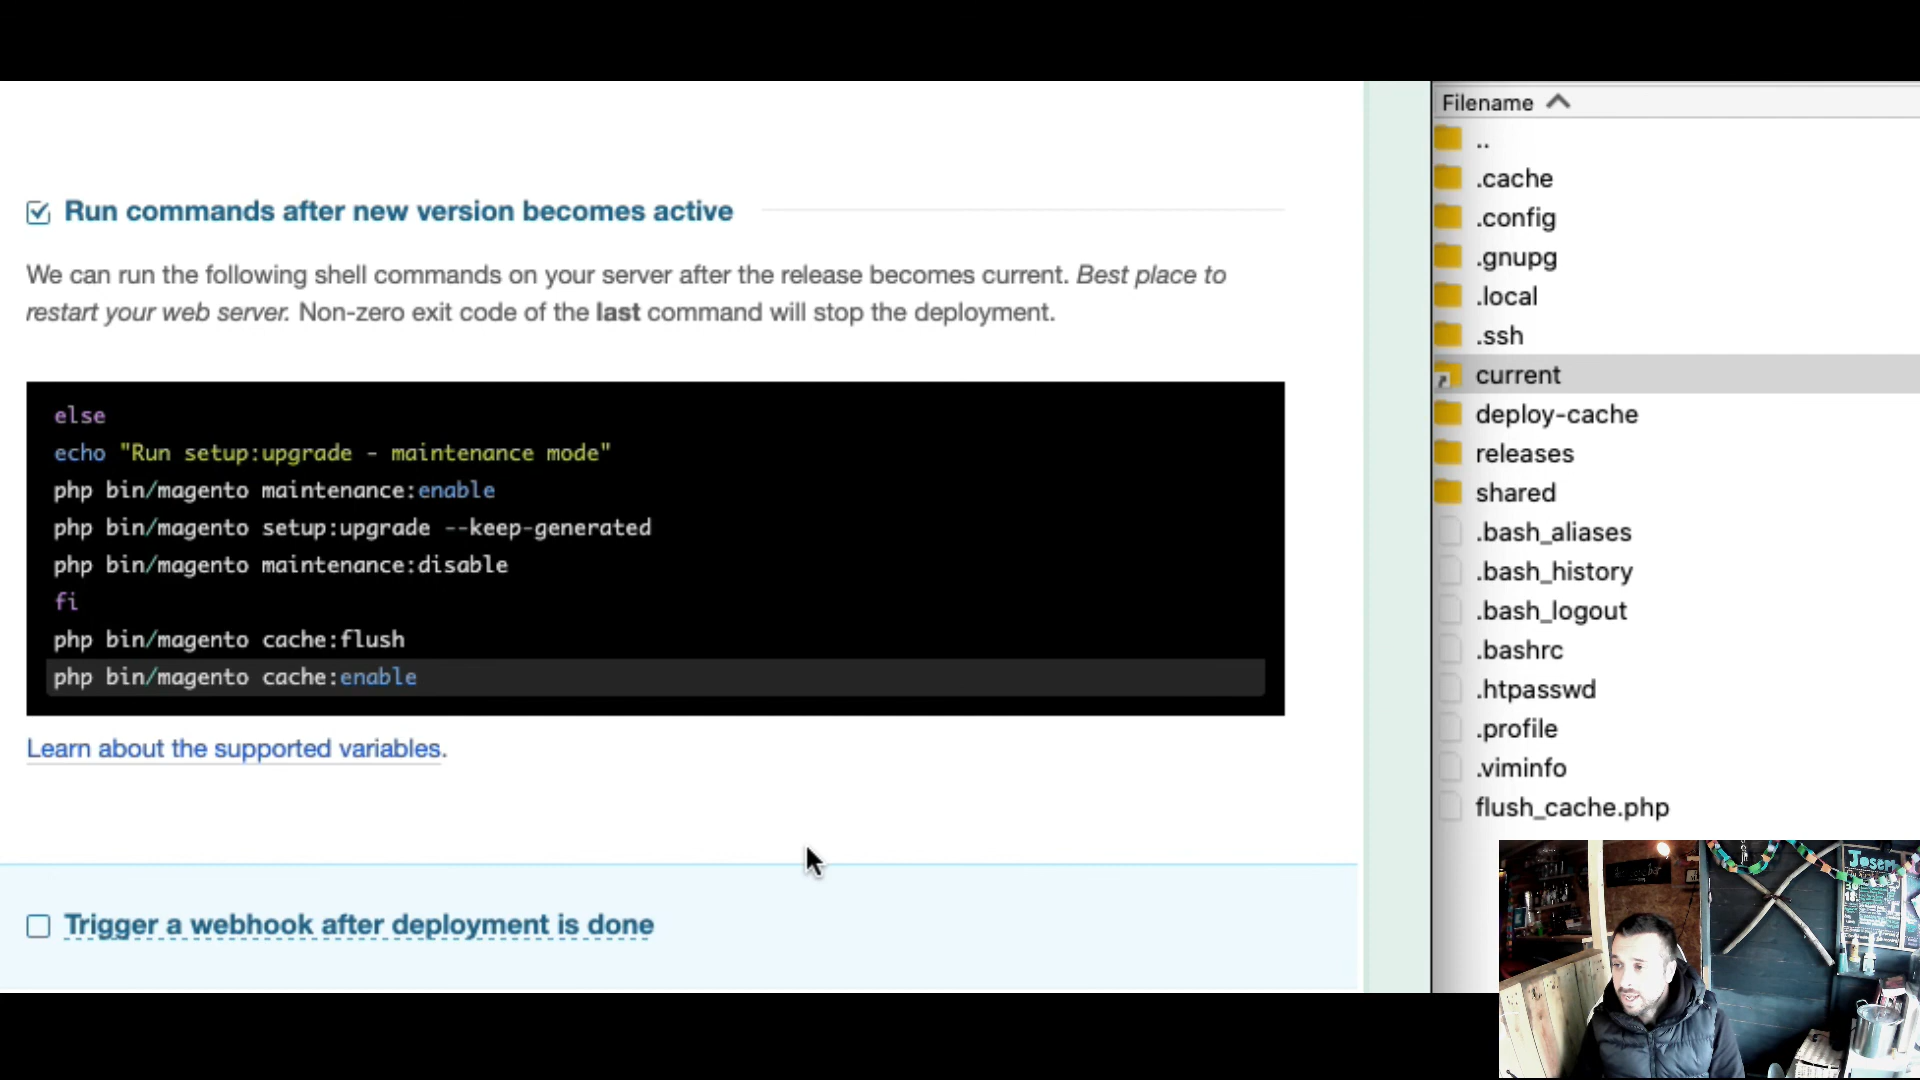 Run commands after new version becomes active
We can run the following shell commands on your server after the release becomes current. Best place to
restart your web server. Non-zero exit code of the last command will stop the deployment.
else
echo "Run setup:upgrade - maintenance mode"
php bin/magento maintenance:enable
php bin/magento setup:upgrade --keep-generated
php bin/magento maintenance:disable
fi
php bin/magento cache:flush
php bin/magento cache:enable
Learn about the supported variables.
Trigger a webhook after deployment is done
Filename
..
.cache
.config
.gnupg
.local
.ssh
current
deploy-cache
releases
shared
.bash_aliases
.bash_history
.bash_logout
.bashrc
.htpasswd
.profile
.viminfo
flush_cache.php